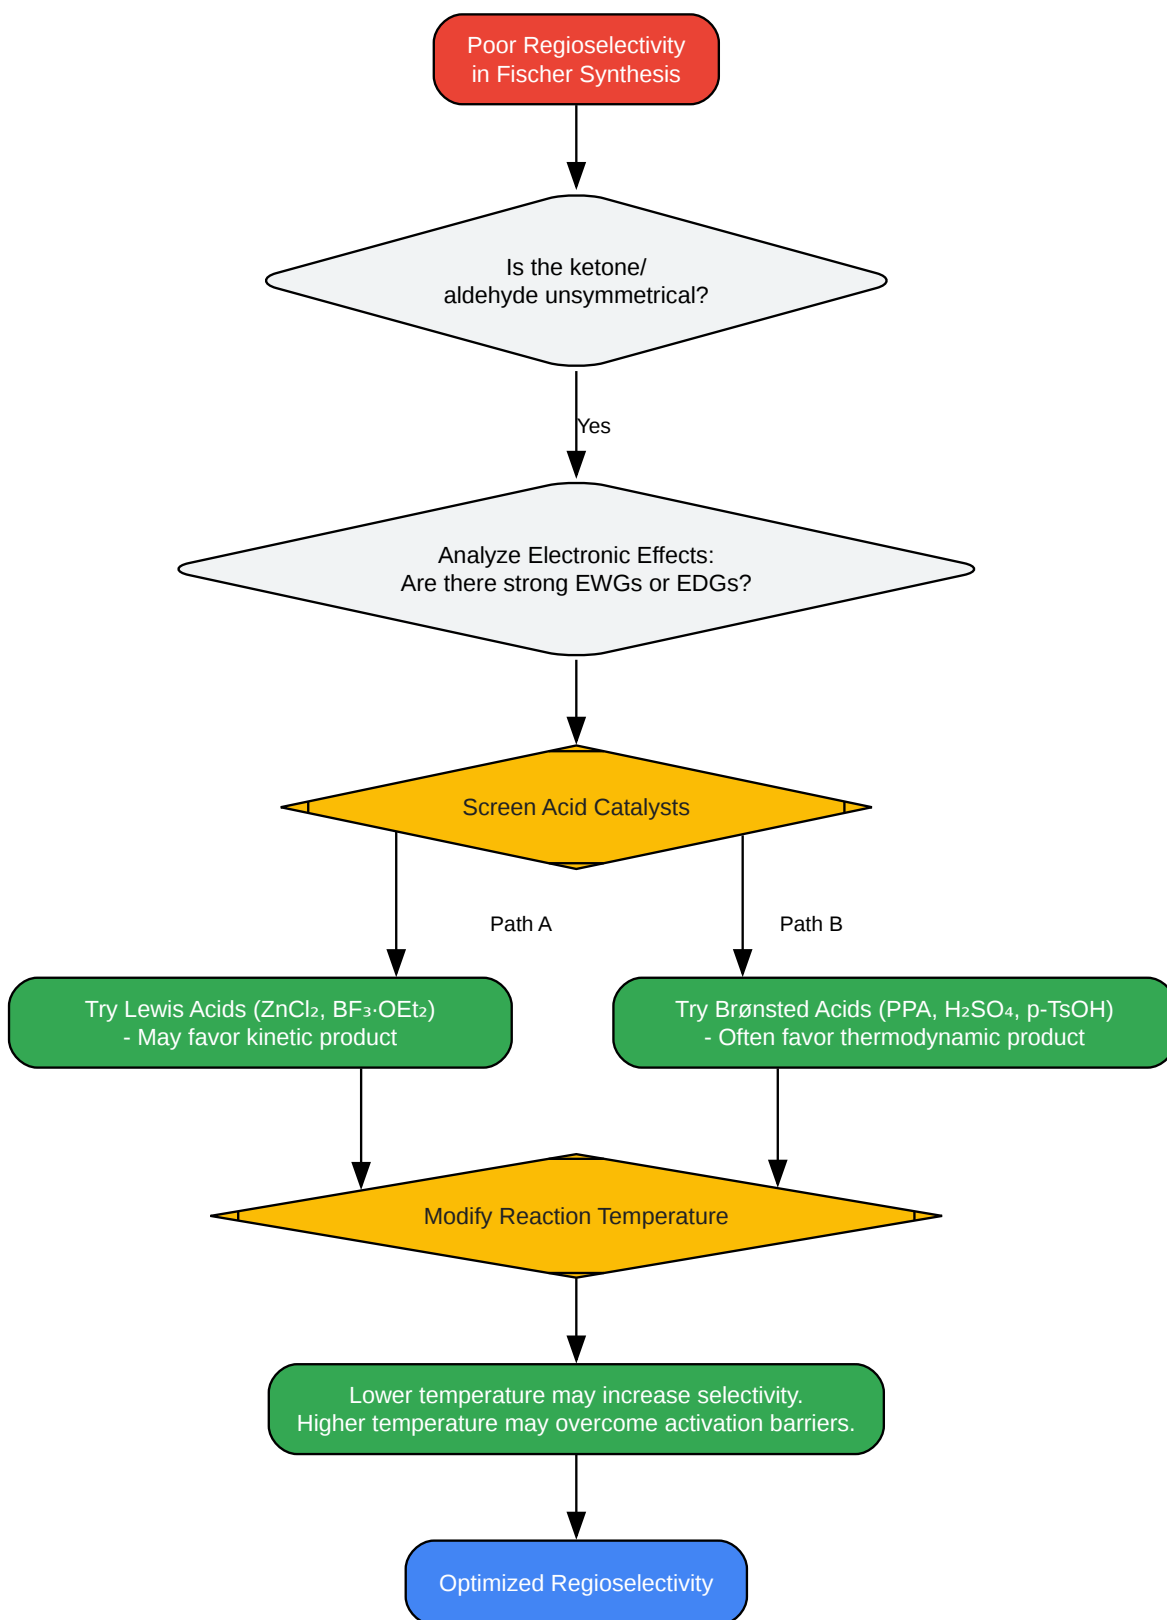 Poor Regioselectivity
in Fischer Synthesis
Is the ketone/
aldehyde unsymmetrical?
Yes
Analyze Electronic Effects:
Are there strong EWGs or EDGs?
Screen Acid Catalysts
Path A
Path B
Try Lewis Acids (ZnCl₂, BF₃·OEt₂)
- May favor kinetic product
Try Brønsted Acids (PPA, H₂SO₄, p-TsOH)
- Often favor thermodynamic product
Modify Reaction Temperature
Lower temperature may increase selectivity.
Higher temperature may overcome activation barriers.
Optimized Regioselectivity